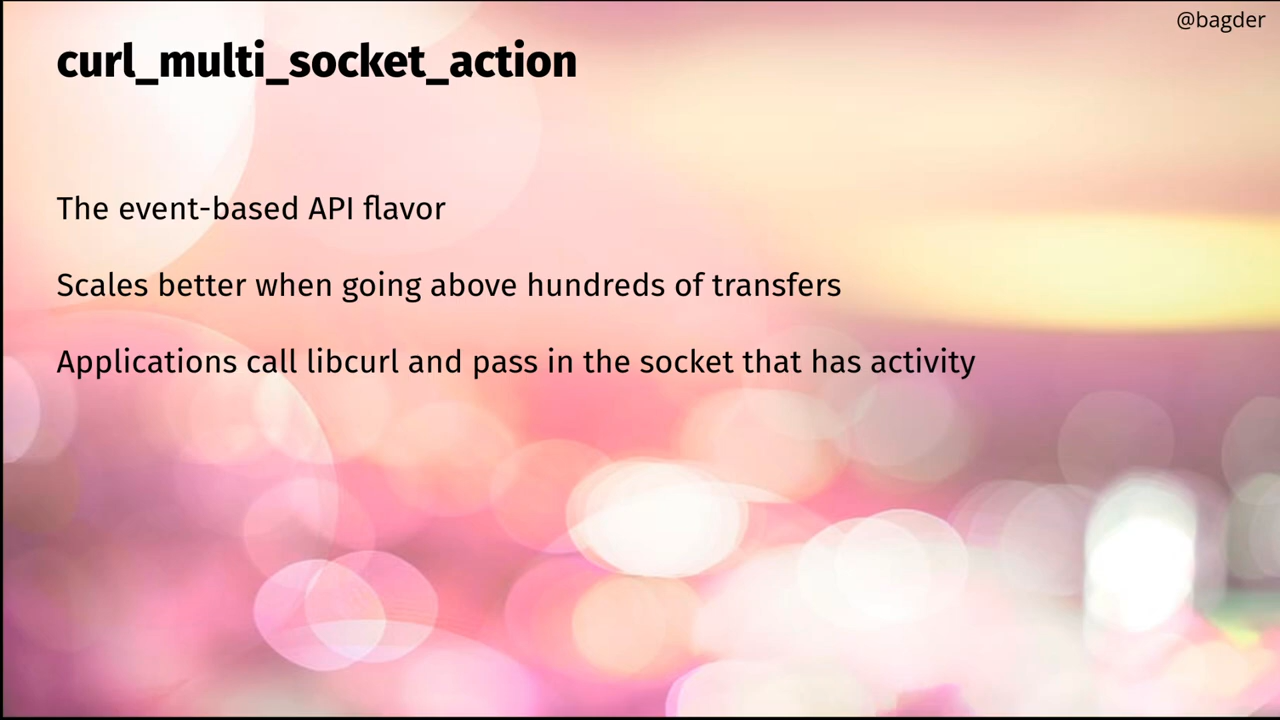 @bagder
curl_multi_socket_action
The event-based API flavor
Scales better when going above hundreds of transfers
Applications call libcurl and pass in the socket that has activity